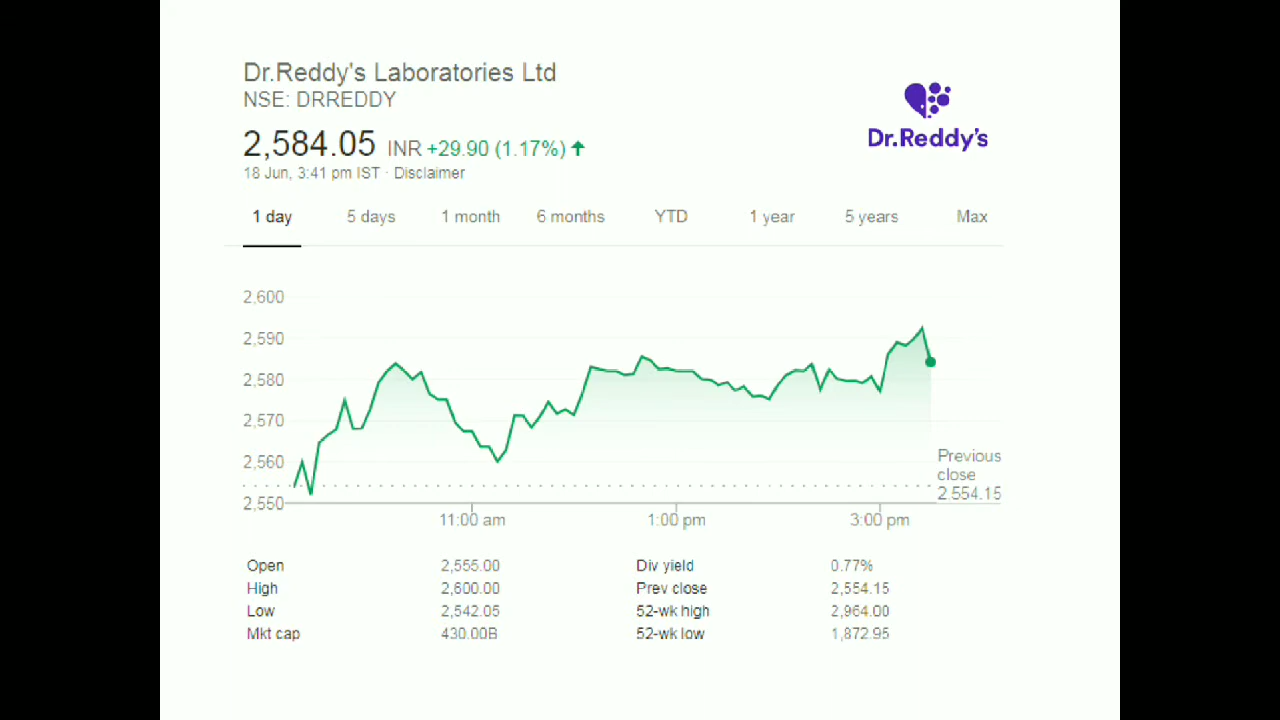 Dr.Reddy's Laboratories Ltd
NSE: DRREDDY
Dr.Reddy's
2,584.05 INR +29.90 (1.17%)
18 Jun, 3:41 pm IST · Disclaimer
1 day 5 days 1 month 6 months YTD 1 year 5 years Max
2,600
2,590
2,580
2,570
2,560
2,550
Previous
close
2,554.15
11:00 am 1:00 pm 3:00 pm
Open 2,555.00 Div yield 0.77%
High 2,600.00 Prev close 2,554.15
Low 2,542.05 52-wk high 2,964.00
Mkt cap 430.00B 52-wk low 1,872.95